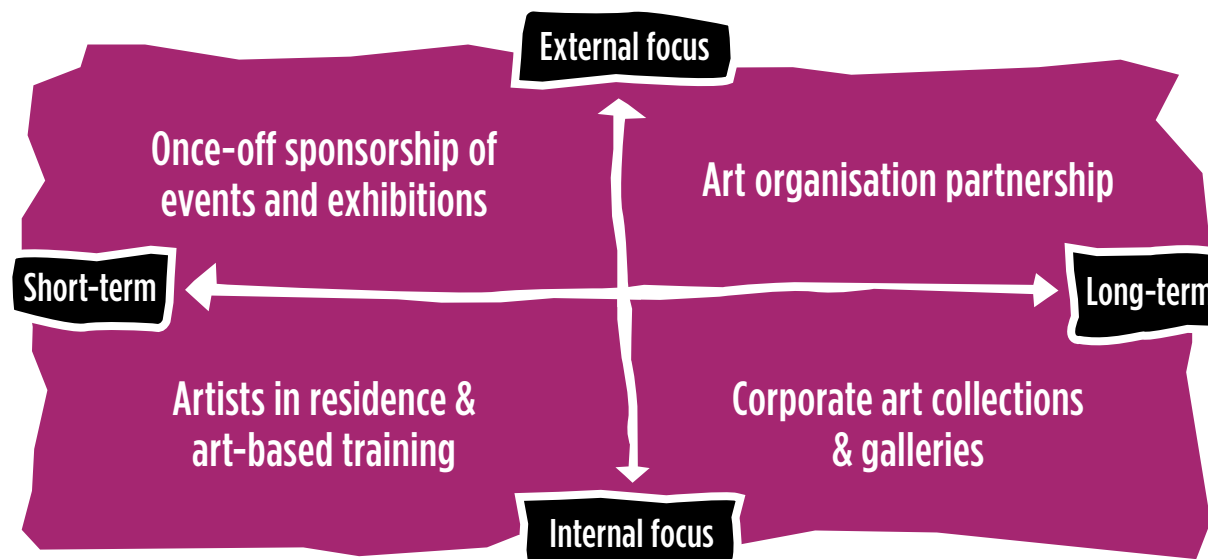 External focus
Once-off sponsorship of
events and exhibitions
Art organisation partnership
Short-term
Long-term
Artists in residence &
art-based training
Corporate art collections
& galleries
Internal focus